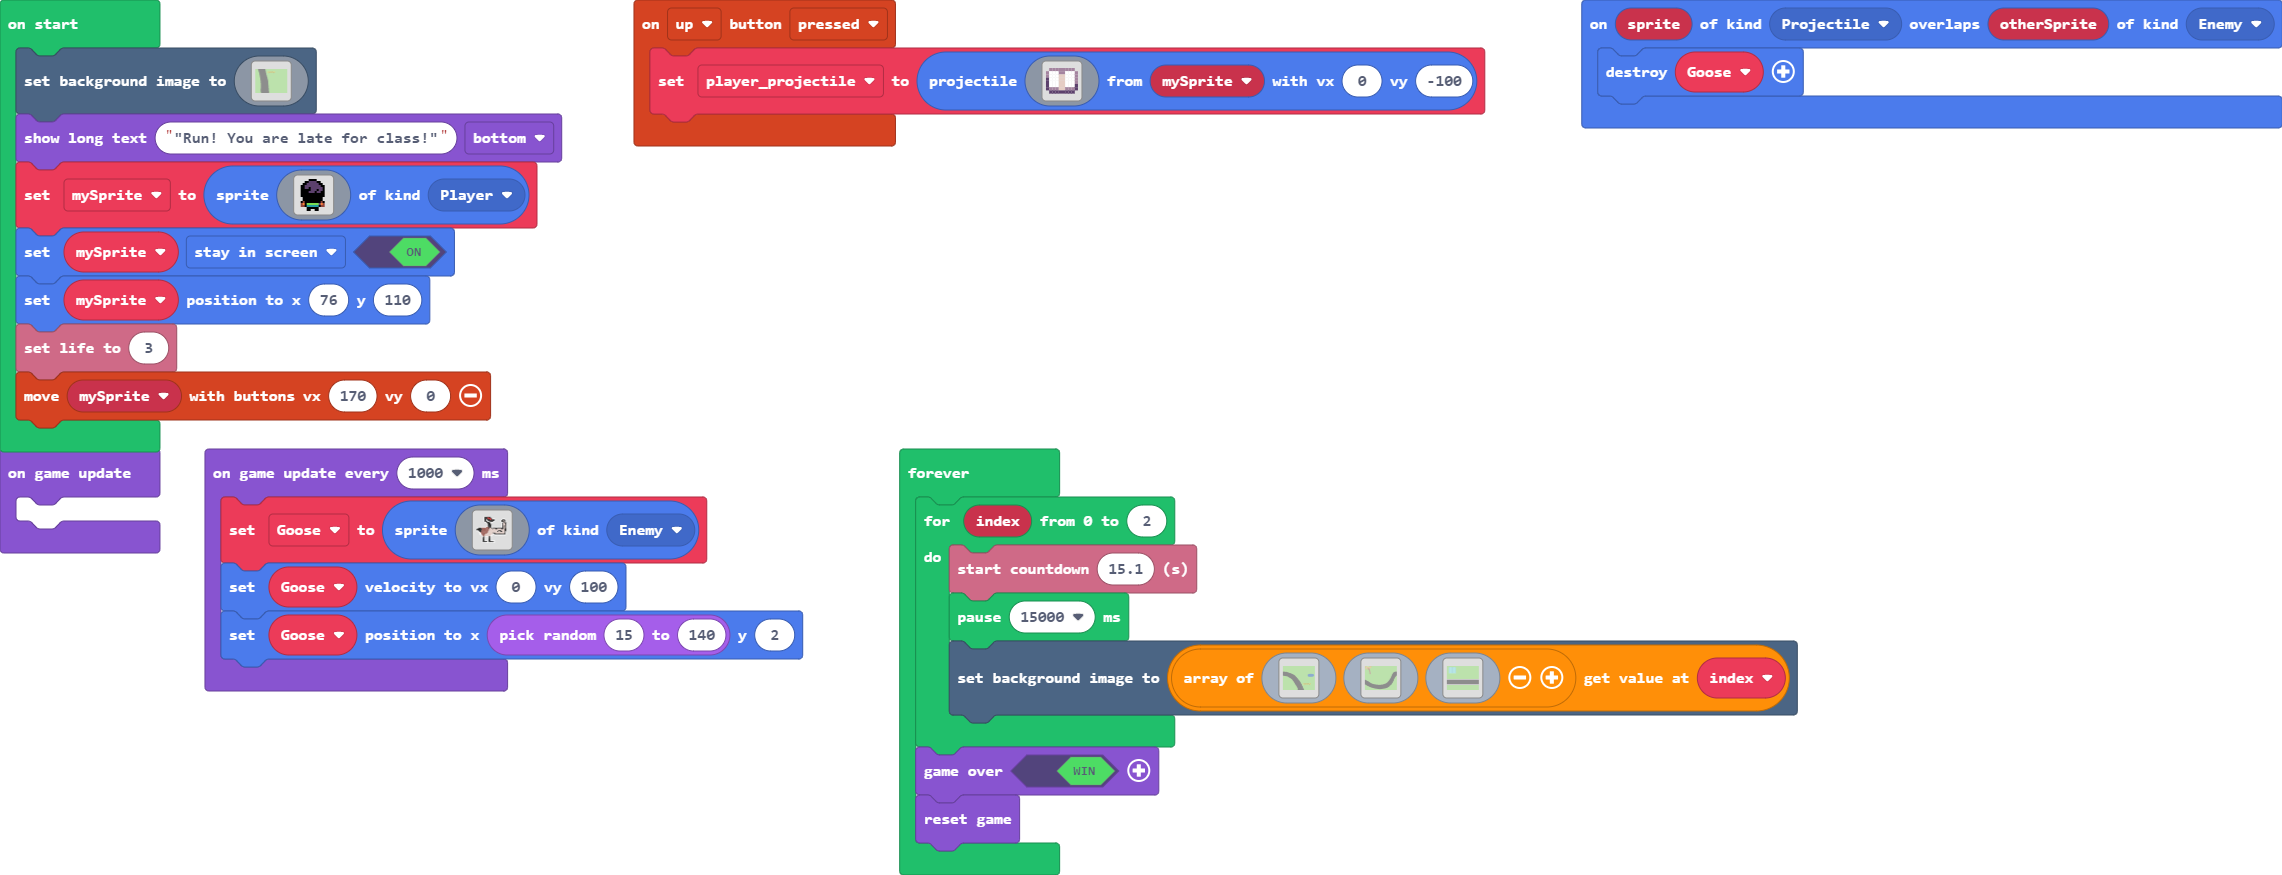 on start
set background image to
show long text ""Run! You are late for class!"" bottom
set mySprite to sprite of kind Player
set mySprite stay in screen ON
set mySprite position to x 76 y 110
set life to 3
move mySprite with buttons vx 170 vy 0
on up button pressed
set player_projectile to projectile from mySprite with vx 0 vy -100
on sprite of kind Projectile overlaps otherSprite of kind Enemy
destroy Goose
on game update
on game update every 1000 ms
set Goose to sprite of kind Enemy
set Goose velocity to vx 0 vy 100
set Goose position to x pick random 15 to 140 y 2
forever
for index from 0 to 2
do
start countdown 15.1 (s)
pause 15000 ms
set background image to array of get value at index
game over WIN
reset game